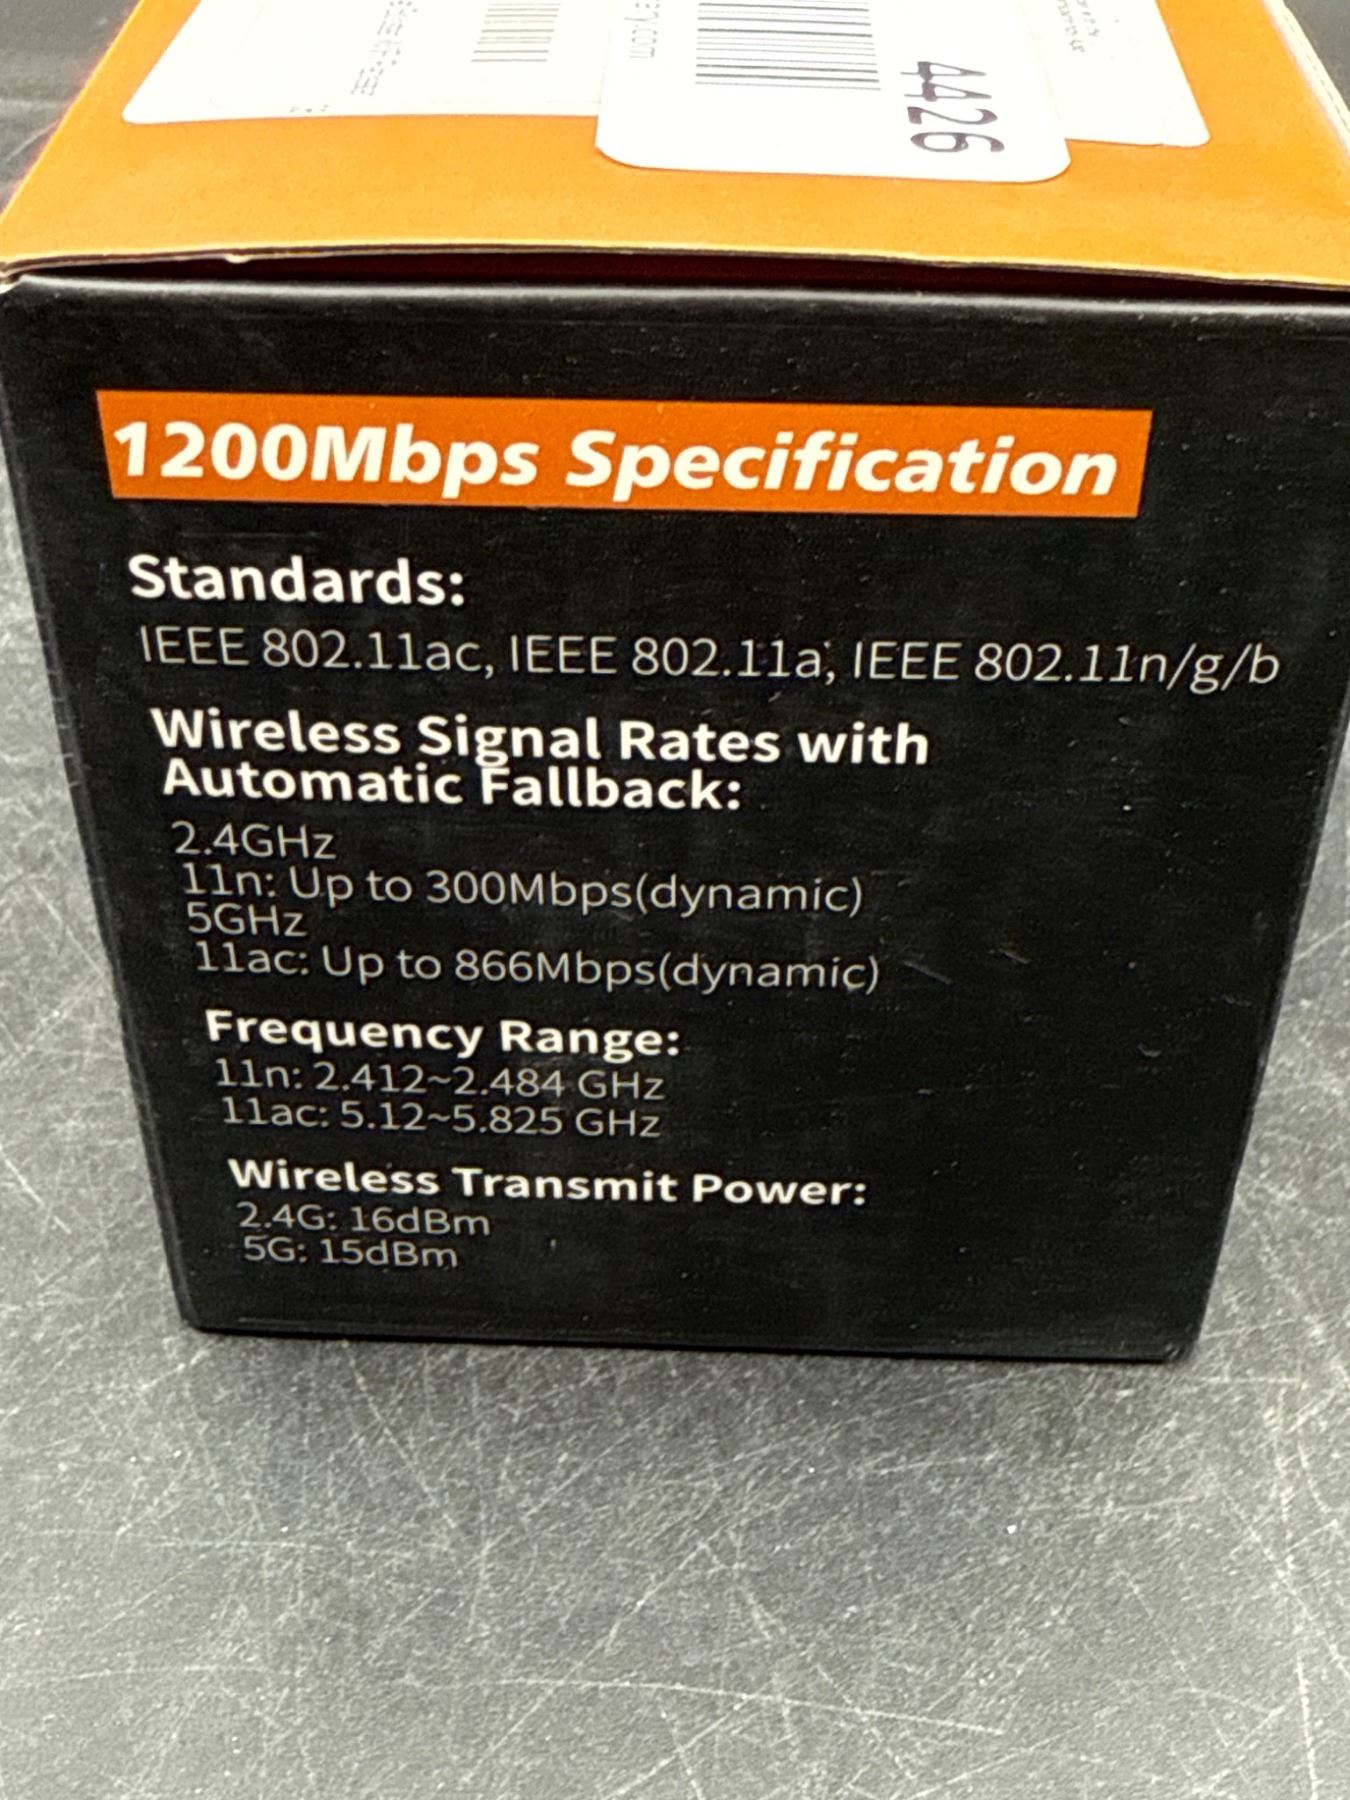 4426
1200Mbps Specification
Standards:
IEEE 802.11ac, IEEE 802.11a, IEEE 802.11n/g/b
Wireless Signal Rates with
Automatic Fallback:
2.4GHz
11n: Up to 300Mbps(dynamic)
5GHz
11ac: Up to 866Mbps(dynamic)
Frequency Range:
11n: 2.412~2.484 GHz
11ac: 5.12~5.825 GHz
Wireless Transmit Power:
2.4G: 16dBm
5G: 15dBm